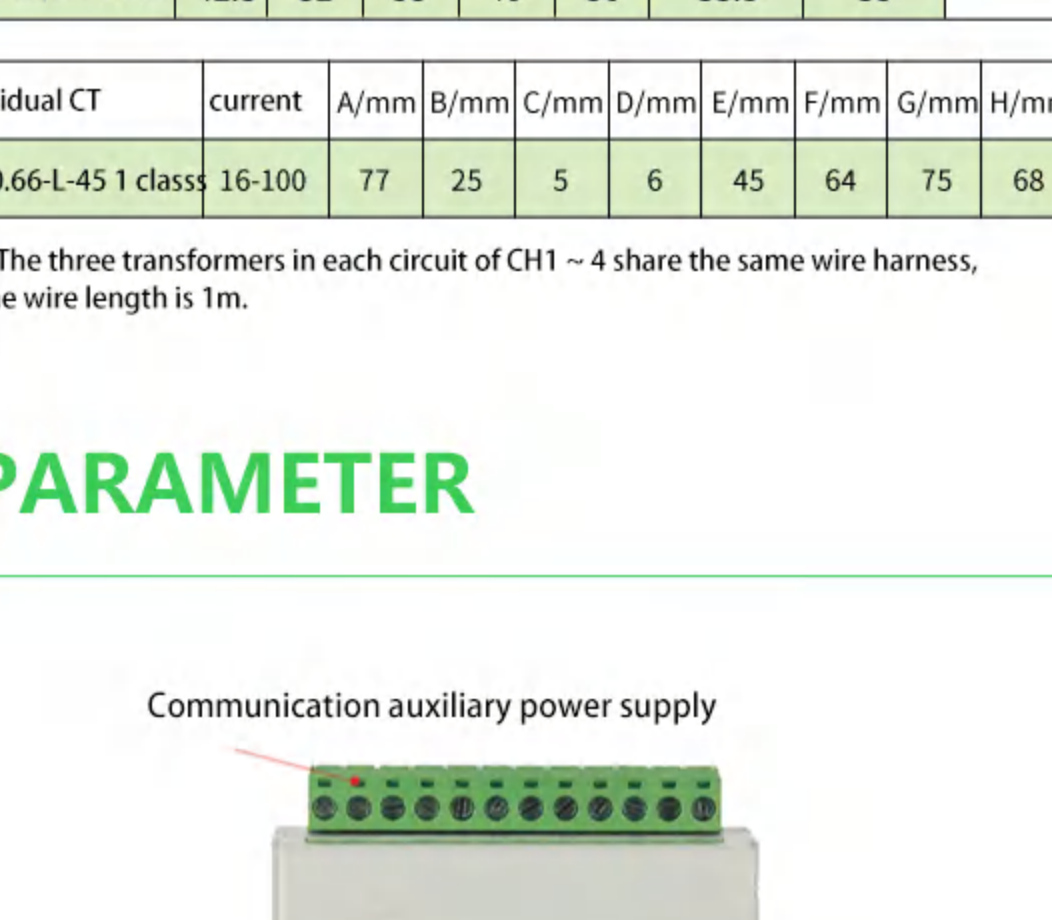 idual CT current A/mm B/mm C/mm D/mm E/mm F/mm G/mm H/m
0.66-L-45 1 classs 16-100 77 25 5 6 45 64 75 68
The three transformers in each circuit of CH1 ~ 4 share the same wire harness,
e wire length is 1m.
PARAMETER
Communication auxiliary power supply